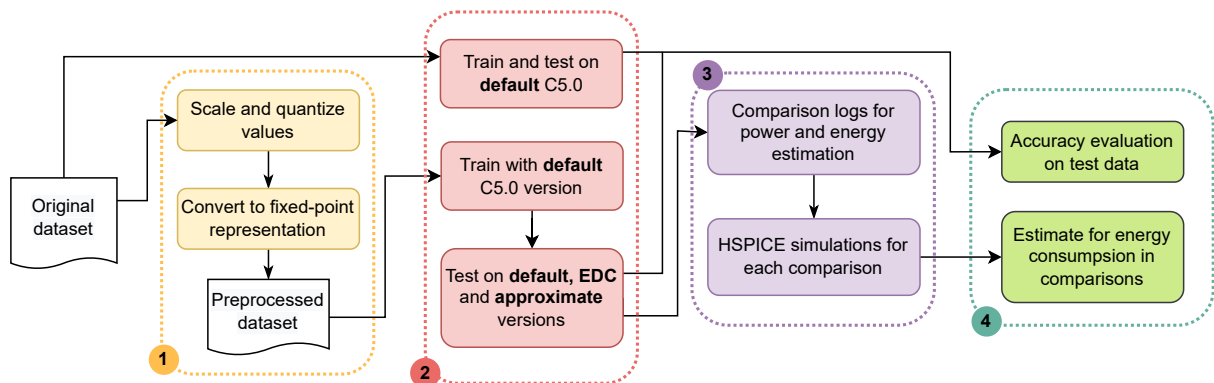 Original
dataset
Scale and quantize
values
Convert to fixed-point
representation
Preprocessed
dataset
1
Train and test on
default C5.0
Train with default
C5.0 version
Test on default, EDC
and approximate
versions
2
3
Comparison logs for
power and energy
estimation
HSPICE simulations for
each comparison
Accuracy evaluation
on test data
Estimate for energy
consumpsion in
comparisons
4